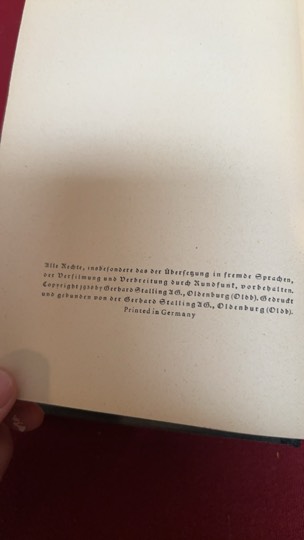 Alle Rechte, insbesondere das der Übersetzung in fremde Sprachen,
der Verfilmung und Verbreitung durch Rundfunk, vorbehalten.
Copyright by Gerhard Stalling AG., Oldenburg (Oldb). Gedruckt
und gebunden von der Gerhard Stalling AG., Oldenburg (Oldb).
Printed in Germany